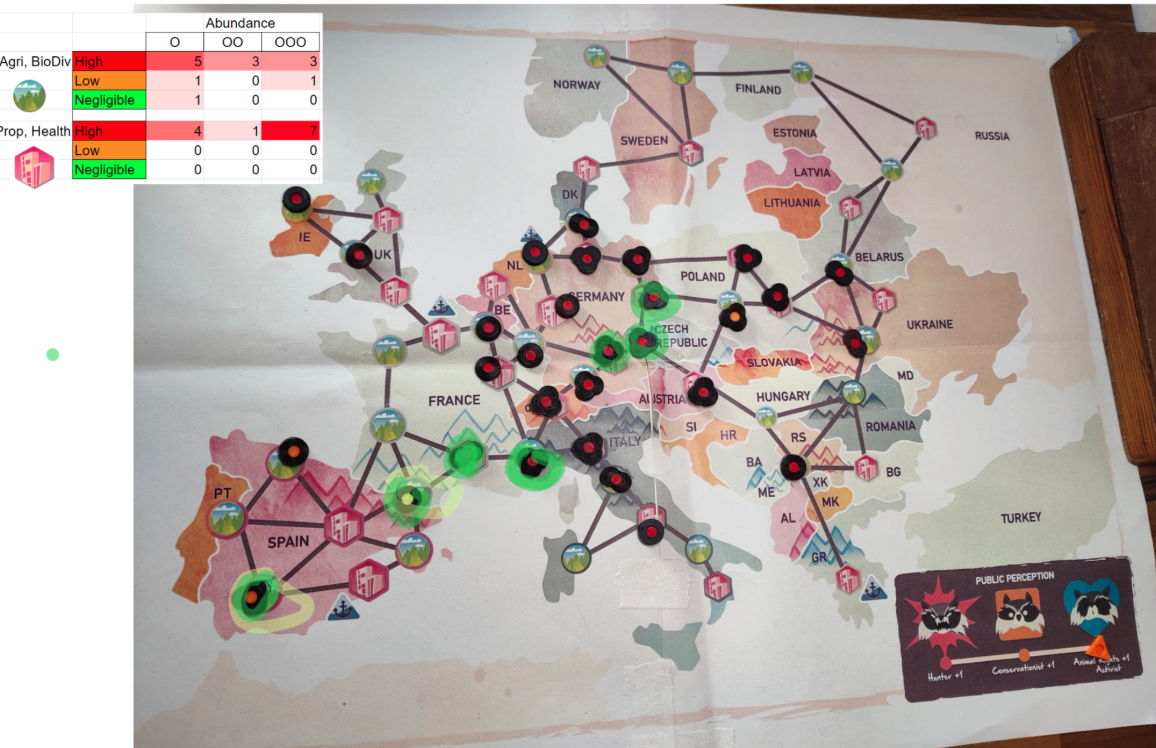 Abundance
O OO OOO
Agri, BioDiv High 5 3 3
Low 1 0 1
Negligible 1 0 0
Prop, Health High 4 1 7
Low 0 0 0
Negligible 0 0 0
NORWAY
SWEDEN
FINLAND
ESTONIA
RUSSIA
LATVIA
LITHUANIA
DK
IE
UK
NL
BE
GERMANY
POLAND
BELARUS
UKRAINE
CZECH
REPUBLIC
SLOVAKIA
FRANCE
AUSTRIA
HUNGARY
MD
ROMANIA
SI
HR
RS
ITALY
BA
ME
XK
BG
MK
AL
GR
TURKEY
PT
SPAIN
PUBLIC PERCEPTION
Hunter +1
Conservationist +1
Animal Rights +1
Activist